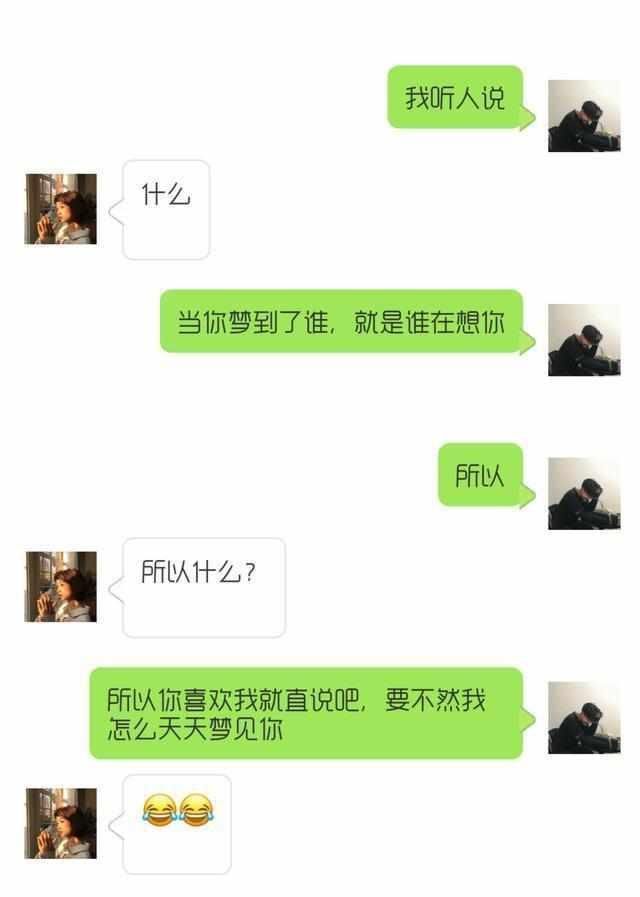 我听人说
什么
当你梦到了谁，就是谁在想你
所以
所以什么？
所以你喜欢我就直说吧，要不然我
怎么天天梦见你
😂😂